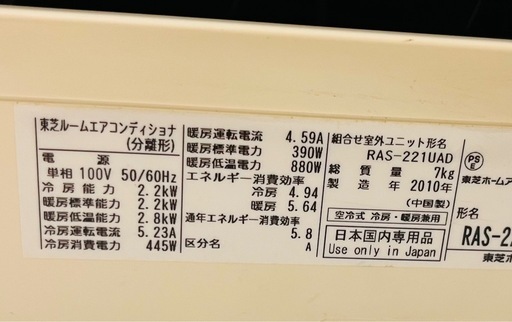 東芝ルームエアコンディショナ
(分離形)
電 源
単相 100V 50/60Hz
冷房能力 2.2kW
暖房標準能力 2.2kW
暖房低温能力 2.8kW
冷房運転電流 5.23A
冷房消費電力 445W
暖房運転電流 4.59A
暖房標準電力 390W
暖房低温電力 880W
エネルギー消費効率
冷房 4.94
暖房 5.64
通年エネルギー消費効率
5.8
区分名 A
組合せ室外ユニット形名
RAS-221UAD
総質量 7kg
製造 2010年
(中国製)
空冷式 冷房・暖房兼用
日本国内専用品
Use only in Japan
PS
E
東芝ホームア
形名
RAS-2
東芝